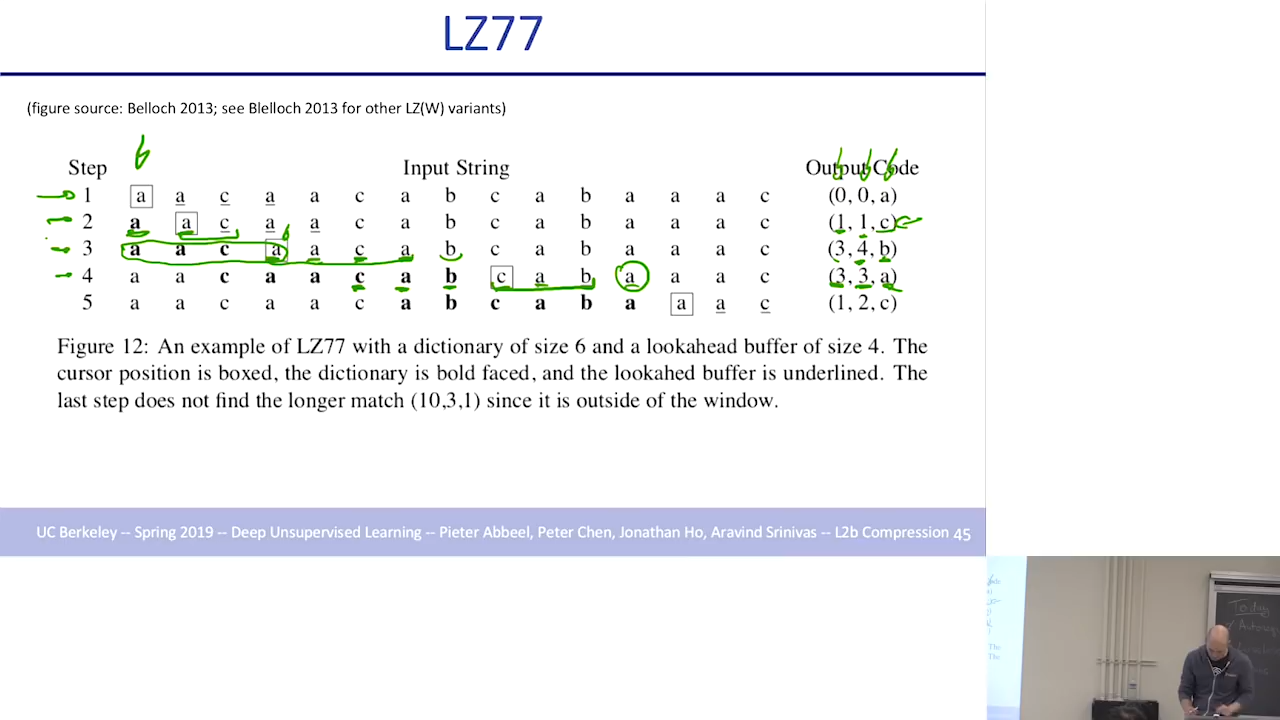 LZ77
(figure source: Belloch 2013; see Blelloch 2013 for other LZ(W) variants)
6
6 6 6
Step Input String Output Code
1 a a c a a c a b c a b a a a c (0, 0, a)
2 a a c a a c a b c a b a a a c (1, 1, c)
3 a a c a a c a b c a b a a a c (3, 4, b)
4 a a c a a c a b c a b a a a c (3, 3, a)
5 a a c a a c a b c a b a a a c (1, 2, c)
Figure 12: An example of LZ77 with a dictionary of size 6 and a lookahead buffer of size 4. The
cursor position is boxed, the dictionary is bold faced, and the lookahed buffer is underlined. The
last step does not find the longer match (10,3,1) since it is outside of the window.
UC Berkeley -- Spring 2019 -- Deep Unsupervised Learning -- Pieter Abbeel, Peter Chen, Jonathan Ho, Aravind Srinivas -- L2b Compression 45
Today